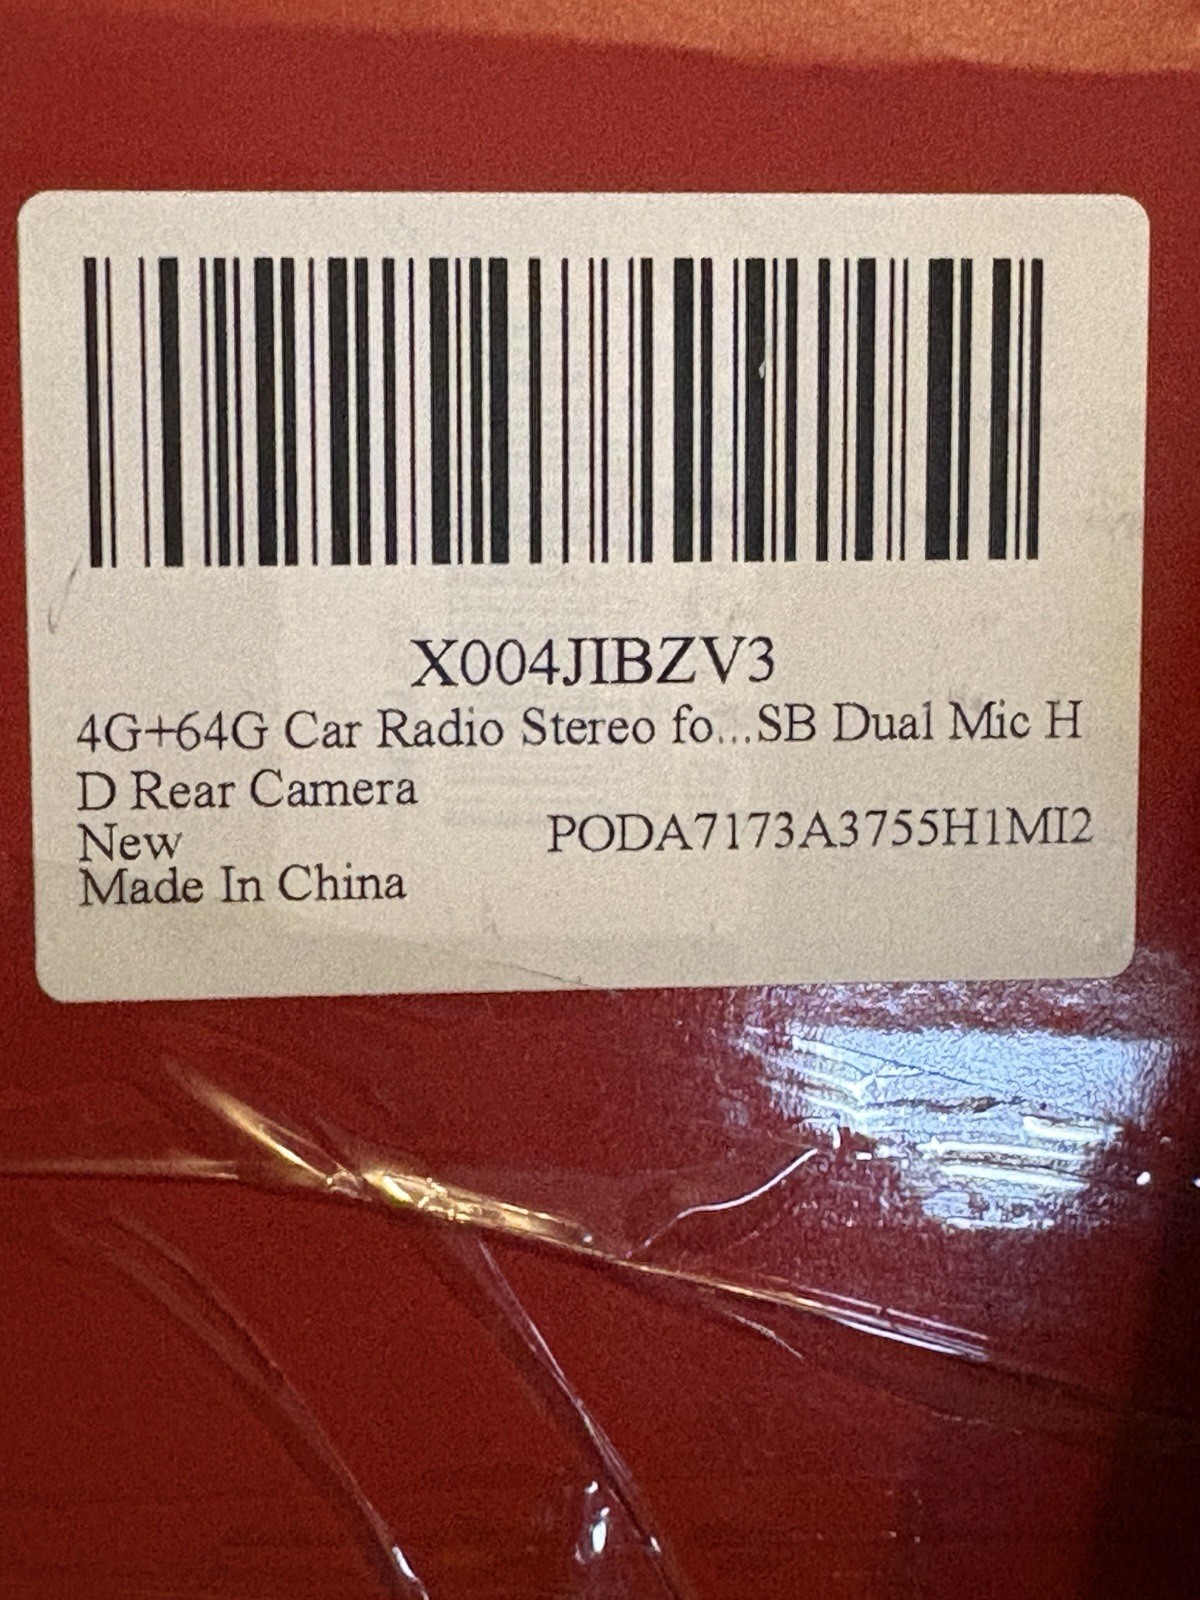 X004JIBZV3
4G+64G Car Radio Stereo fo...SB Dual Mic H
D Rear Camera
New PODA7173A3755H1MI2
Made In China